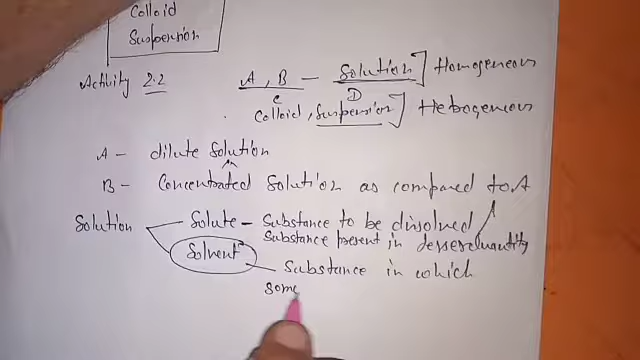 Colloid
Suspension
Activity 2.2
A, B - Solution] Homogeneous
C D
Colloid, Suspension] Hetrogeneous
A - dilute Solution
B - Concentrated Solution as compared to A
Solution Solute - Substance to be dissolved
Substance present in lesser quantity
Solvent - Substance in which
some